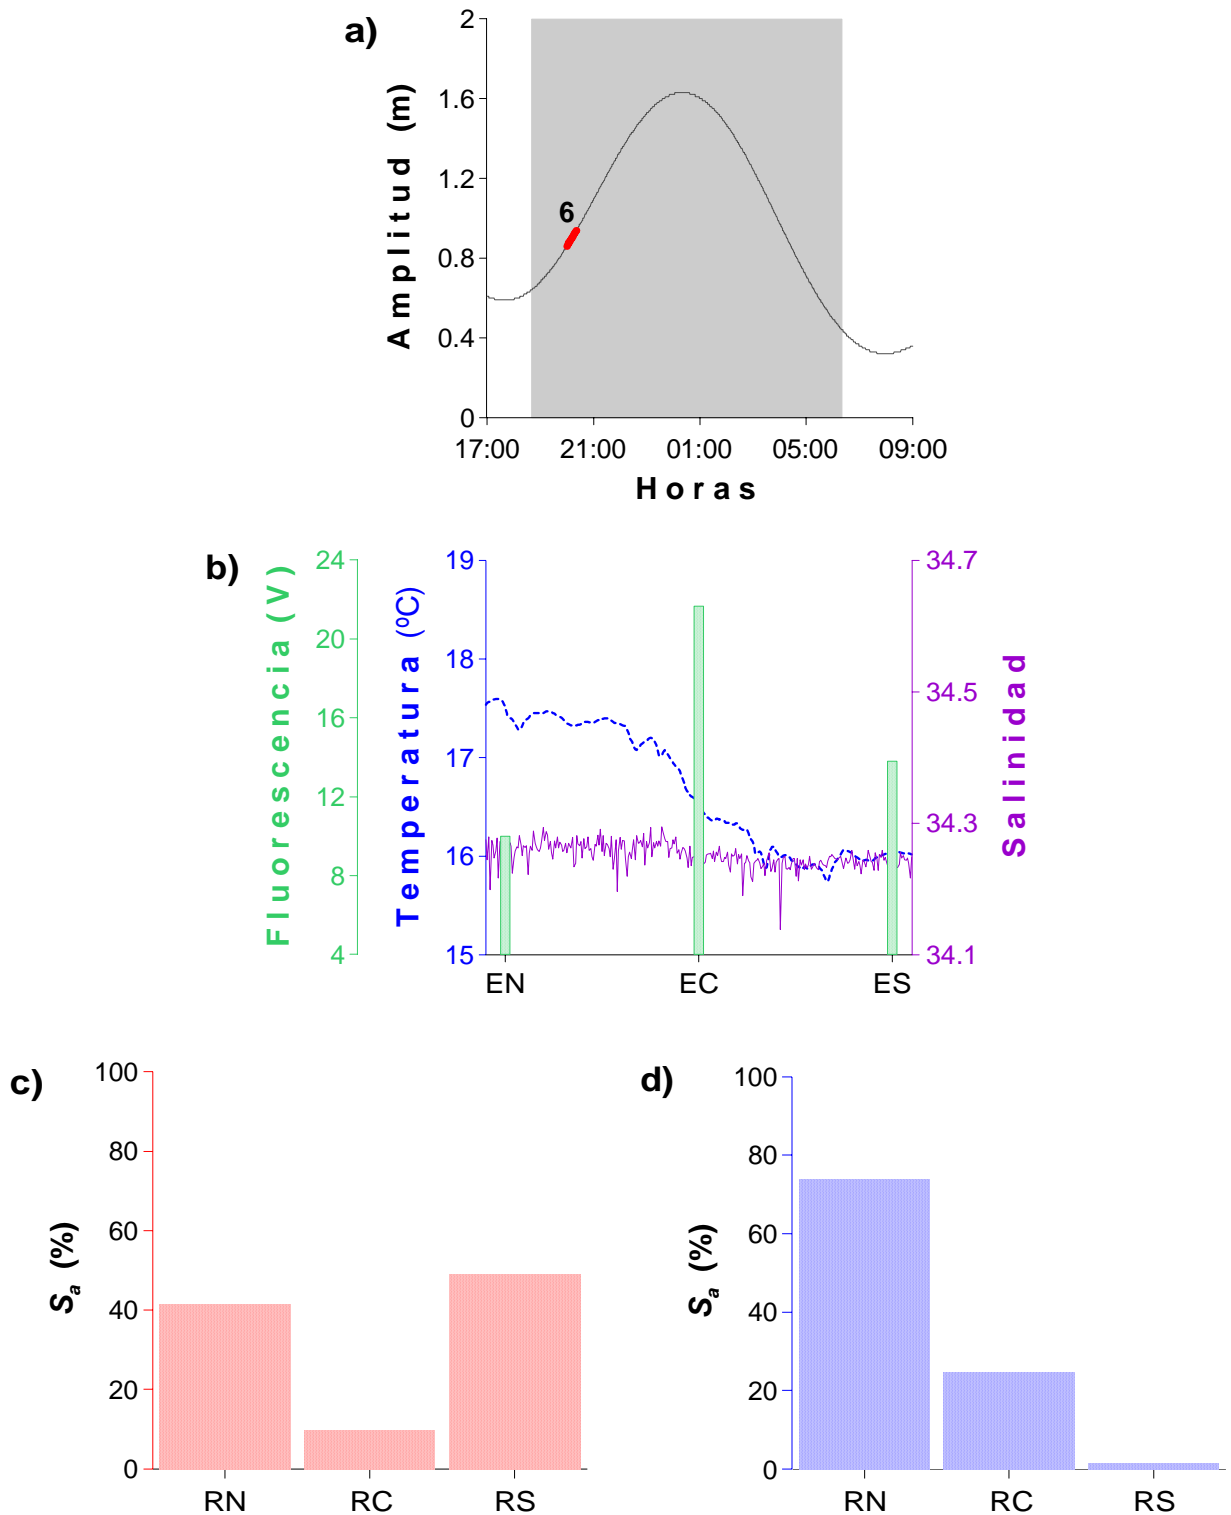 a)
Amplitud (m)
2
1.6
1.2
0.8
0.4
0
6
17:00 21:00 01:00 05:00 09:00
Horas
b)
Fluorescencia (V)
24
20
16
12
8
4
Temperatura (ºC)
19
18
17
16
15
34.7
34.5
34.3
34.1
Salinidad
EN EC ES
c)
Sa (%)
100
80
60
40
20
0
RN RC RS
d)
Sa (%)
100
80
60
40
20
0
RN RC RS